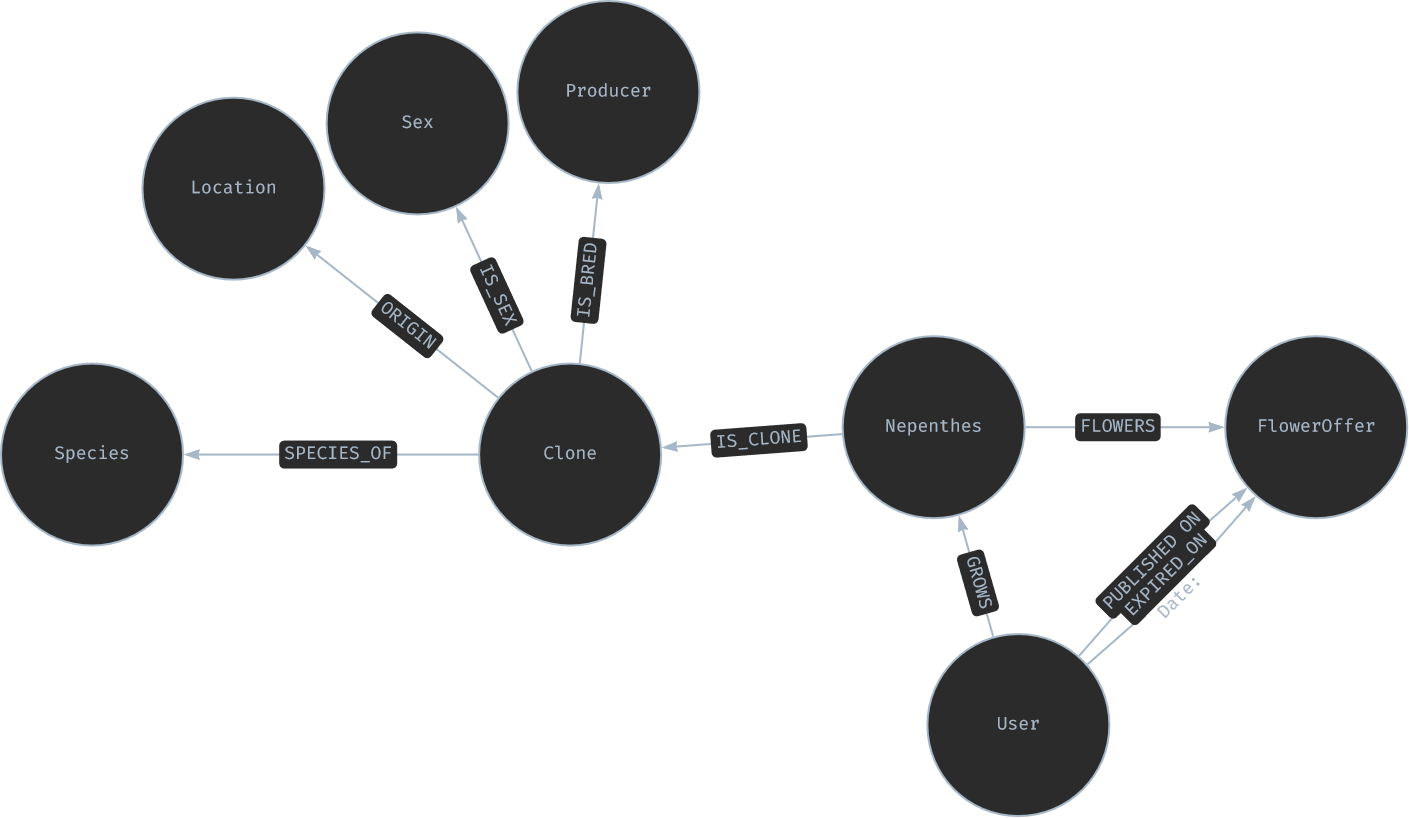 Producer
Sex
Location
IS_BRED
IS_SEX
ORIGIN
Nepenthes
FLOWERS
FlowerOffer
IS_CLONE
Species
SPECIES_OF
Clone
PUBLISHED_ON
EXPIRED_ON
Date:
GROWS
User